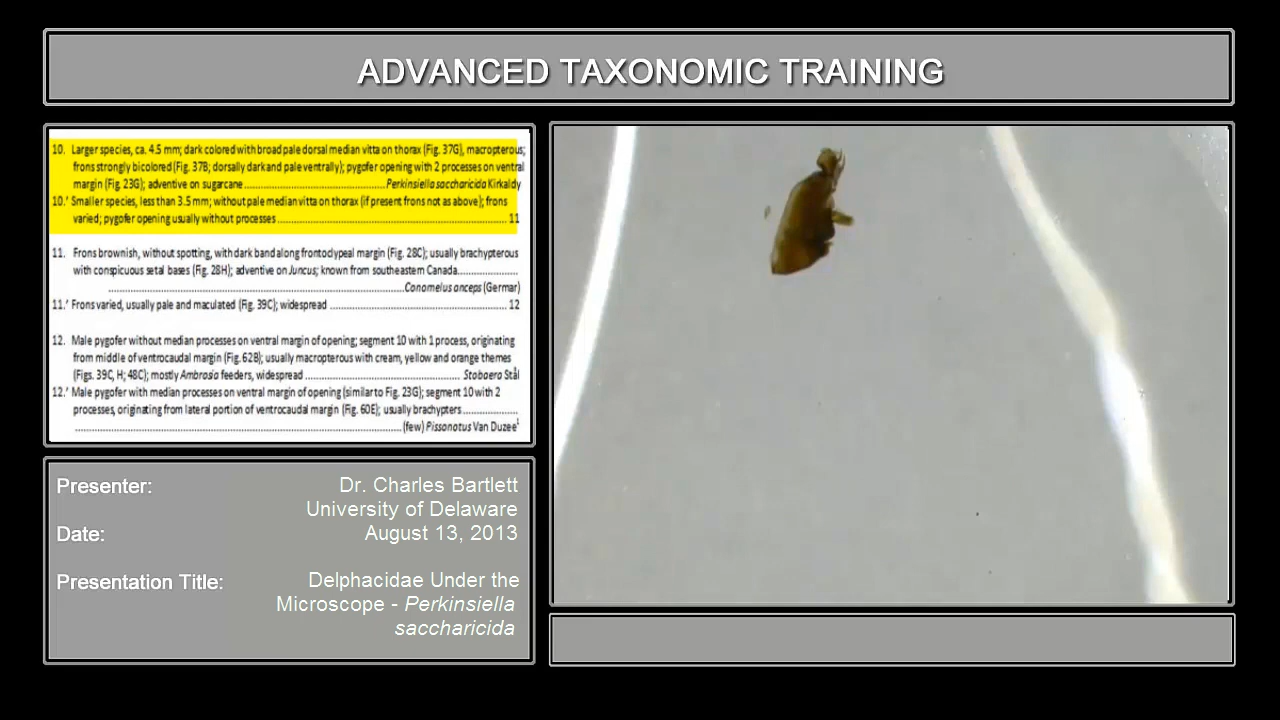 ADVANCED TAXONOMIC TRAINING
10. Larger species, ca. 4.5 mm; dark colored with broad pale dorsal median vitta on thorax (Fig. 37G), macropterous;
frons strongly bicolored (Fig. 37B; dorsally dark and pale ventrally); pygofer opening with 2 processes on ventral
margin (Fig. 23G); adventive on sugarcane ........................................ Perkinsiella saccharicida Kirkaldy
10.' Smaller species, less than 3.5 mm; without pale median vitta on thorax (if present frons not as above); frons
varied; pygofer opening usually without processes ................................................................ 11
11. Frons brownish, without spotting, with dark band along frontoclypeal margin (Fig. 28C); usually brachypterous
with conspicuous setal bases (Fig. 28H); adventive on Juncus; known from southeastern Canada.................
.................................................................................... Conomelus anceps (Germar)
11.' Frons varied, usually pale and maculated (Fig. 39C); widespread .................................................. 12
12. Male pygofer without median processes on ventral margin of opening; segment 10 with 1 process, originating
from middle of ventrocaudal margin (Fig. 62B); usually macropterous with cream, yellow and orange themes
(Figs. 39C, H; 48C); mostly Ambrosia feeders, widespread ............................................ Stobaera Stål
12.' Male pygofer with median processes on ventral margin of opening (similar to Fig. 23G); segment 10 with 2
processes, originating from lateral portion of ventrocaudal margin (Fig. 60E); usually brachypters ...............
.................................................................................... (few) Pissonotus Van Duzee¹
Presenter: Dr. Charles Bartlett
University of Delaware
Date: August 13, 2013
Presentation Title: Delphacidae Under the
Microscope - Perkinsiella
saccharicida